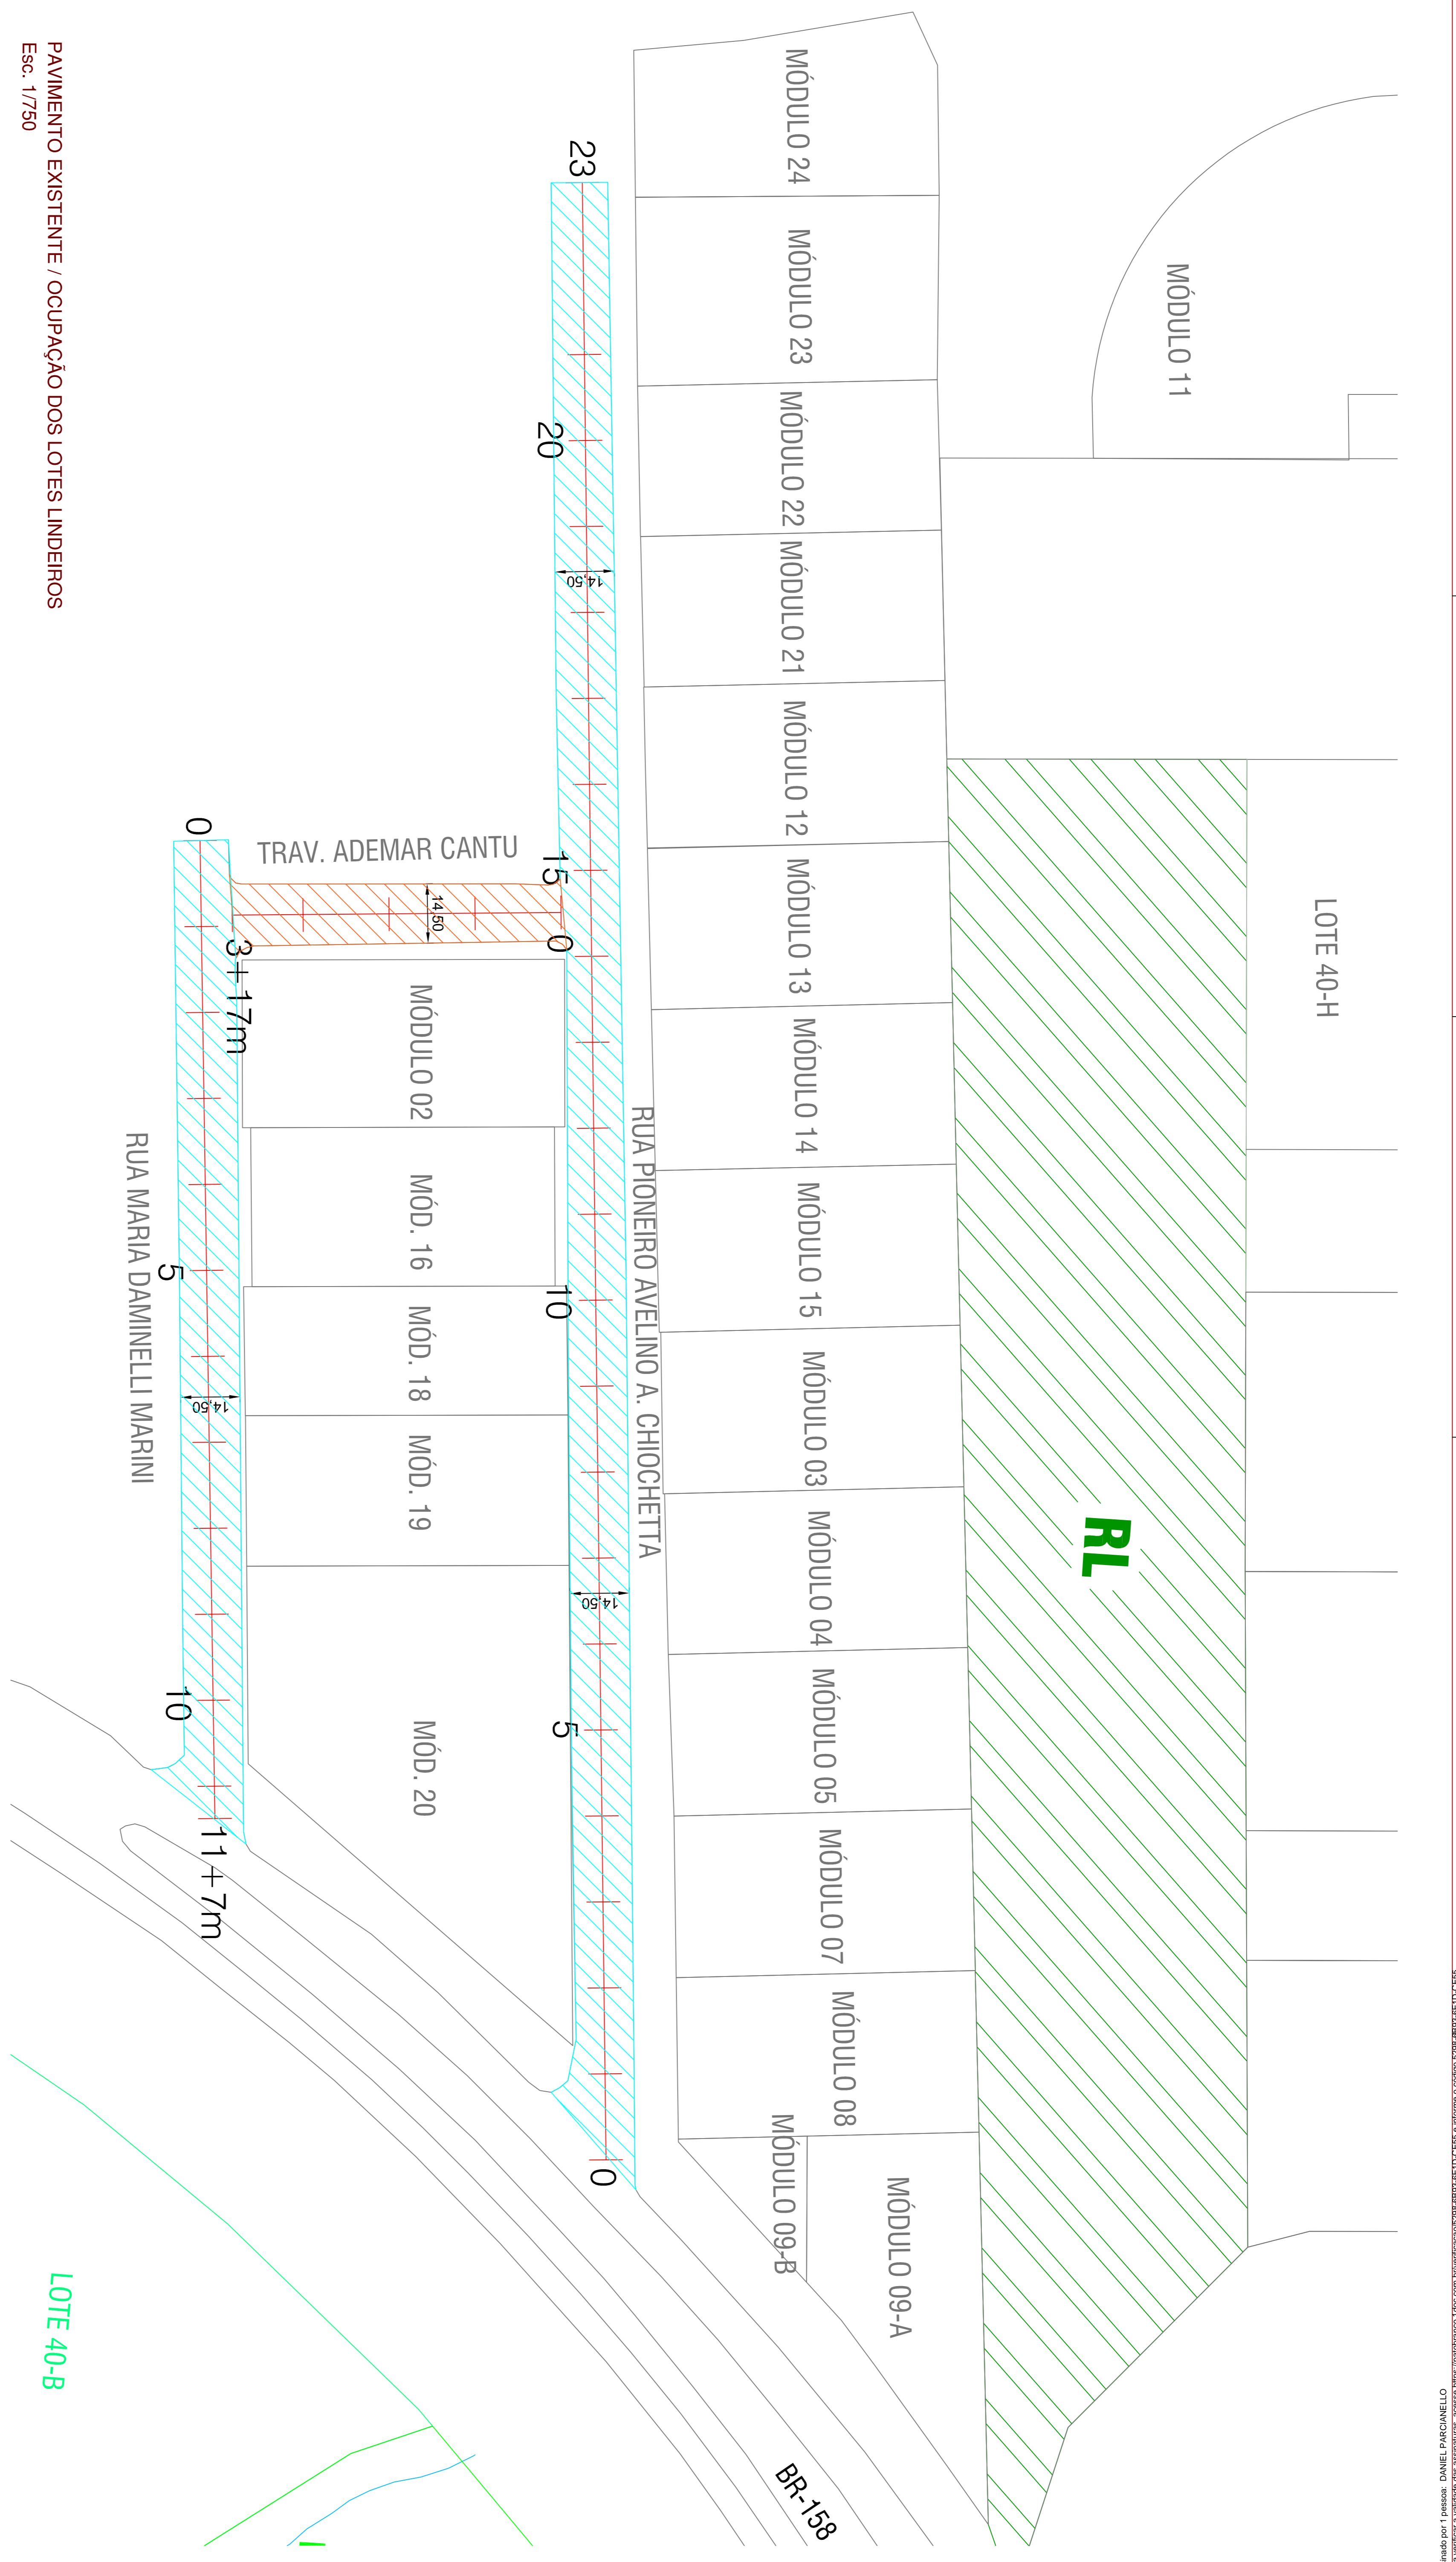 PAVIMENTO EXISTENTE / OCUPAÇÃO DOS LOTES LINDEIROS
Esc. 1/750
MÓDULO 24
MÓDULO 23
MÓDULO 22
MÓDULO 21
MÓDULO 12
MÓDULO 13
MÓDULO 14
MÓDULO 15
MÓDULO 03
MÓDULO 04
MÓDULO 05
MÓDULO 07
MÓDULO 08
MÓDULO 09-B
MÓDULO 09-A
MÓDULO 11
LOTE 40-H
RL
23
20
14,50
15
10
14,50
5
0
RUA PIONEIRO AVELINO A. CHIOCHETTA
TRAV. ADEMAR CANTU
14,50
0
3+17m
MÓDULO 02
MÓD. 16
MÓD. 18
MÓD. 19
MÓD. 20
0
5
14,50
10
11+7m
RUA MARIA DAMINELLI MARINI
BR-158
LOTE 40-B
inado por 1 pessoa: DANIEL PARCIANELLO